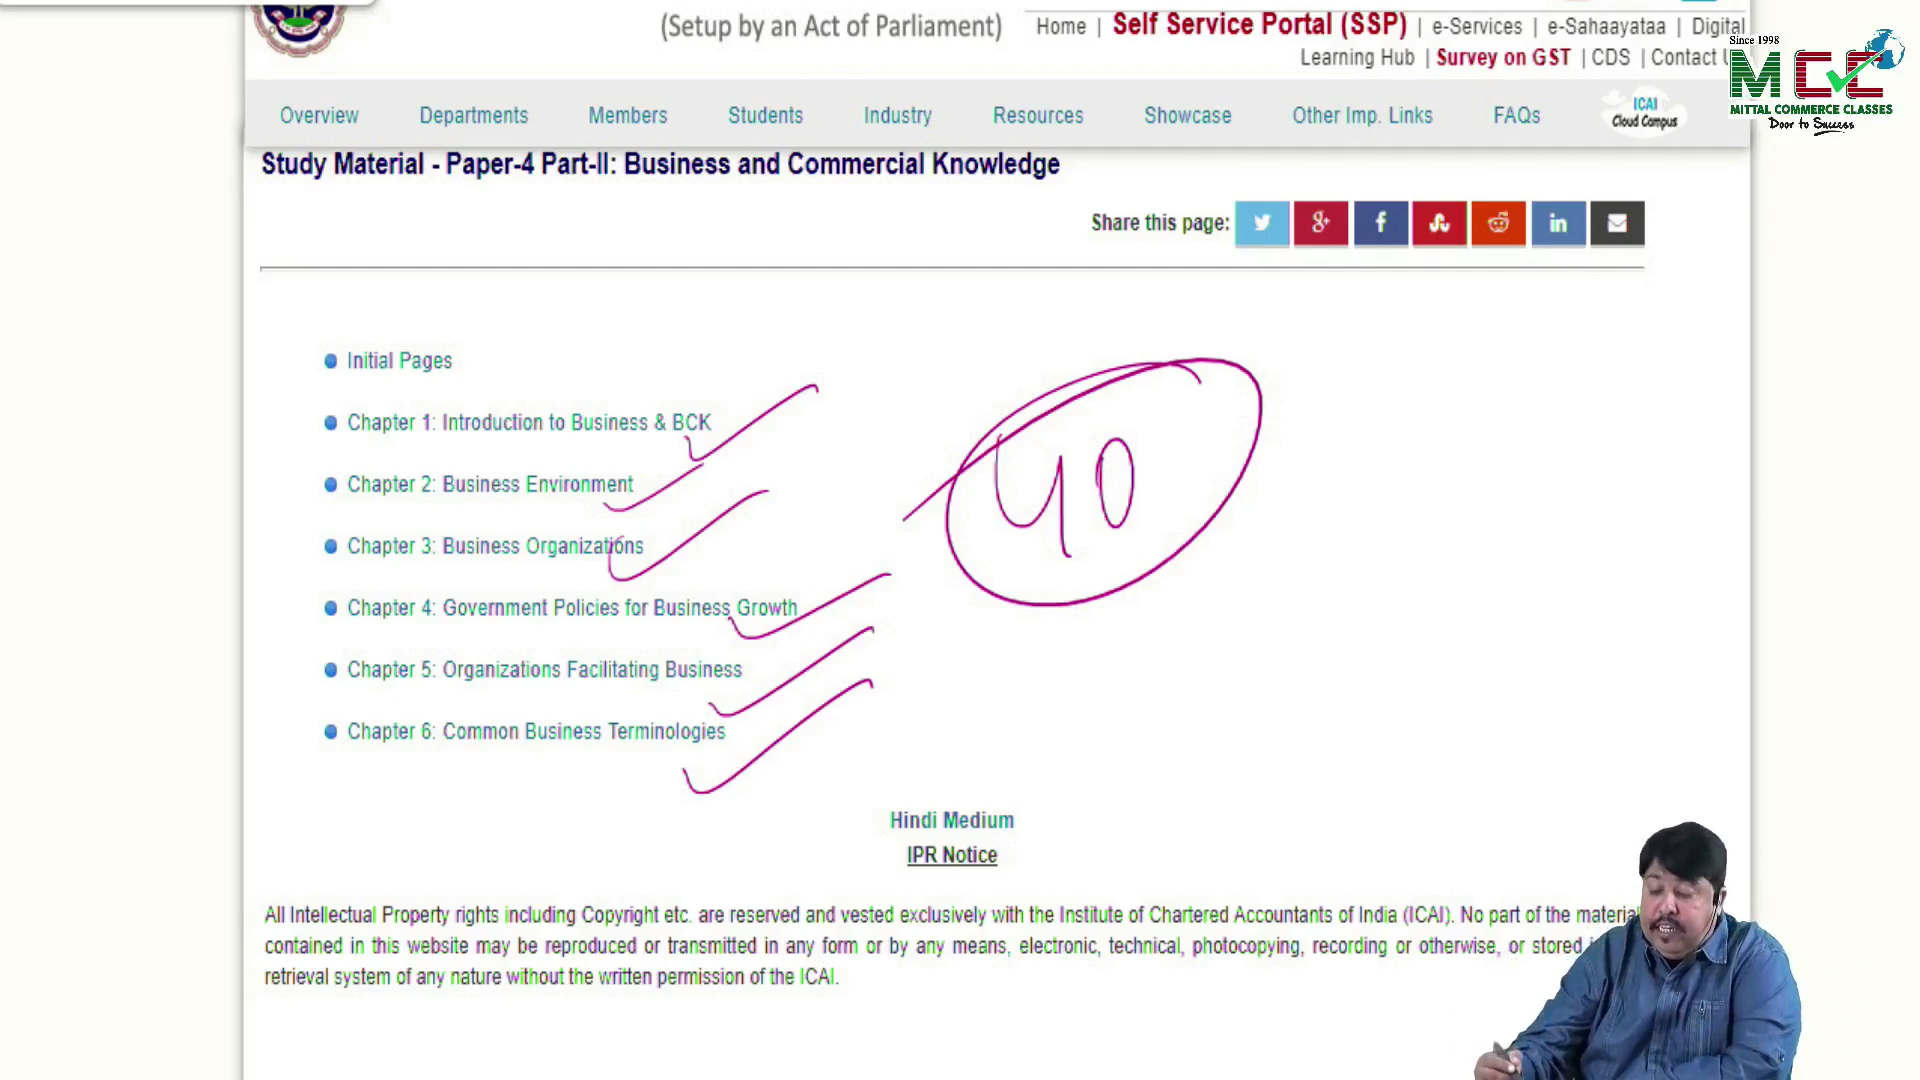 (Setup by an Act of Parliament)
Home | Self Service Portal (SSP) | e-Services | e-Sahaayataa | Digital
Learning Hub | Survey on GST | CDS | Contact
Since 1998
MCC
MITTAL COMMERCE CLASSES
Door to Success
Overview Departments Members Students Industry Resources Showcase Other Imp. Links FAQs ICAI Cloud Campus
Study Material - Paper-4 Part-II: Business and Commercial Knowledge
Share this page:
Initial Pages
Chapter 1: Introduction to Business & BCK
Chapter 2: Business Environment
Chapter 3: Business Organizations
Chapter 4: Government Policies for Business Growth
Chapter 5: Organizations Facilitating Business
Chapter 6: Common Business Terminologies
40
Hindi Medium
IPR Notice
All Intellectual Property rights including Copyright etc. are reserved and vested exclusively with the Institute of Chartered Accountants of India (ICAI). No part of the material
contained in this website may be reproduced or transmitted in any form or by any means, electronic, technical, photocopying, recording or otherwise, or stored
retrieval system of any nature without the written permission of the ICAI.